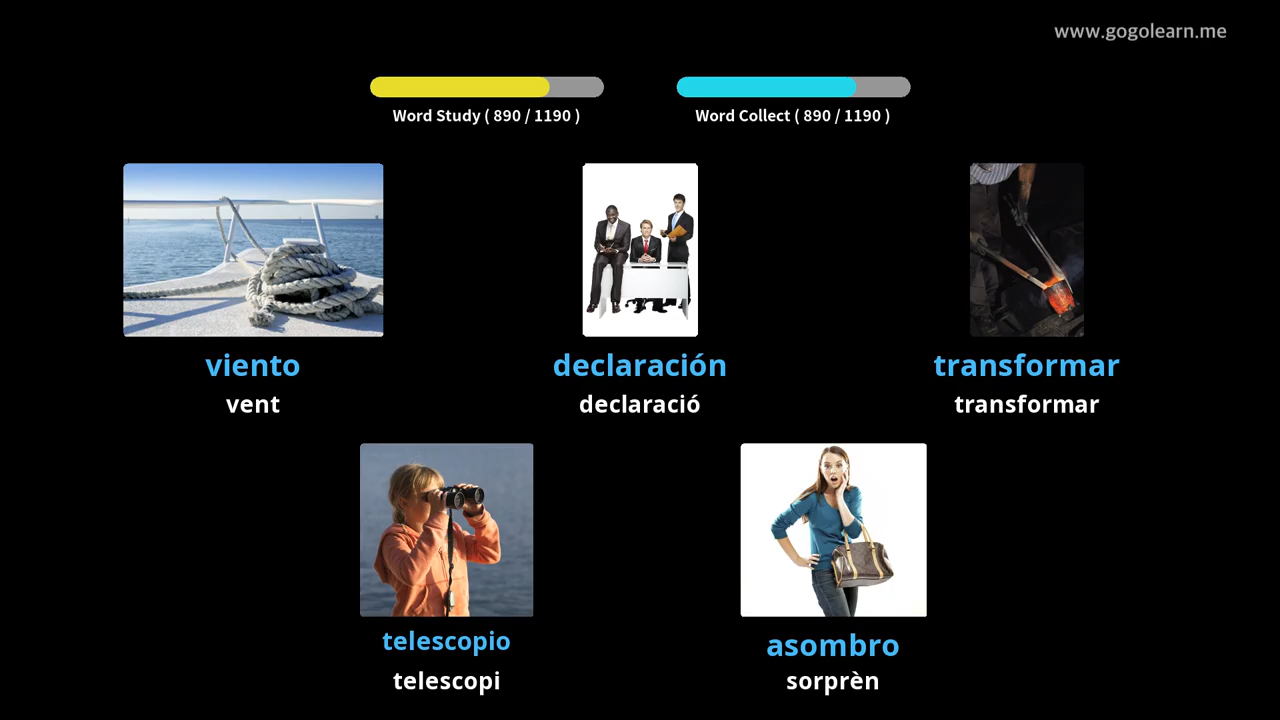 www.gogolearn.me
Word Study ( 890 / 1190 )
Word Collect ( 890 / 1190 )
viento
vent
declaración
declaració
transformar
transformar
telescopio
telescopi
asombro
sorprèn